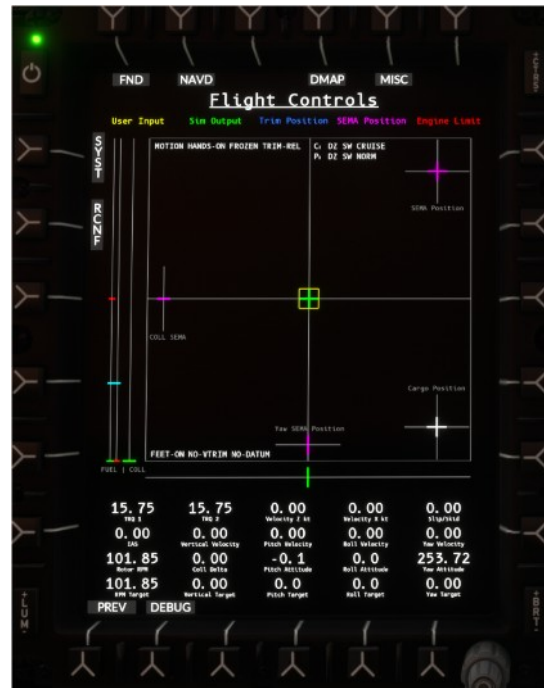 FND NAVD DMAP MISC
Flight Controls
User Input Sim Output Trim Position SEMA Position Engine Limit
SYST
RCNF
MOTION HANDS-ON FROZEN TRIM-REL
C: DZ SW CRUISE
P: DZ SW NORM
SEMA Position
COLL SEMA
Cargo Position
Yaw SEMA Position
FEET-ON NO-VTRIM NO-DATUM
FUEL | COLL
15.75 15.75 0.00 0.00 0.00
TRQ 1 TRQ 2 Velocity Z kt Velocity X kt Slip/Skid
0.00 0.00 0.00 0.00 0.00
IAS Vertical Velocity Pitch Velocity Roll Velocity Yaw Velocity
101.85 0.00 -0.1 0.0 253.72
Rotor RPM Coll Delta Pitch Attitude Roll Attitude Yaw Attitude
101.85 0.00 0.0 0.0 0.00
RPM Target Vertical Target Pitch Target Roll Target Yaw Target
PREV DEBUG
+LUM-
+BRT-